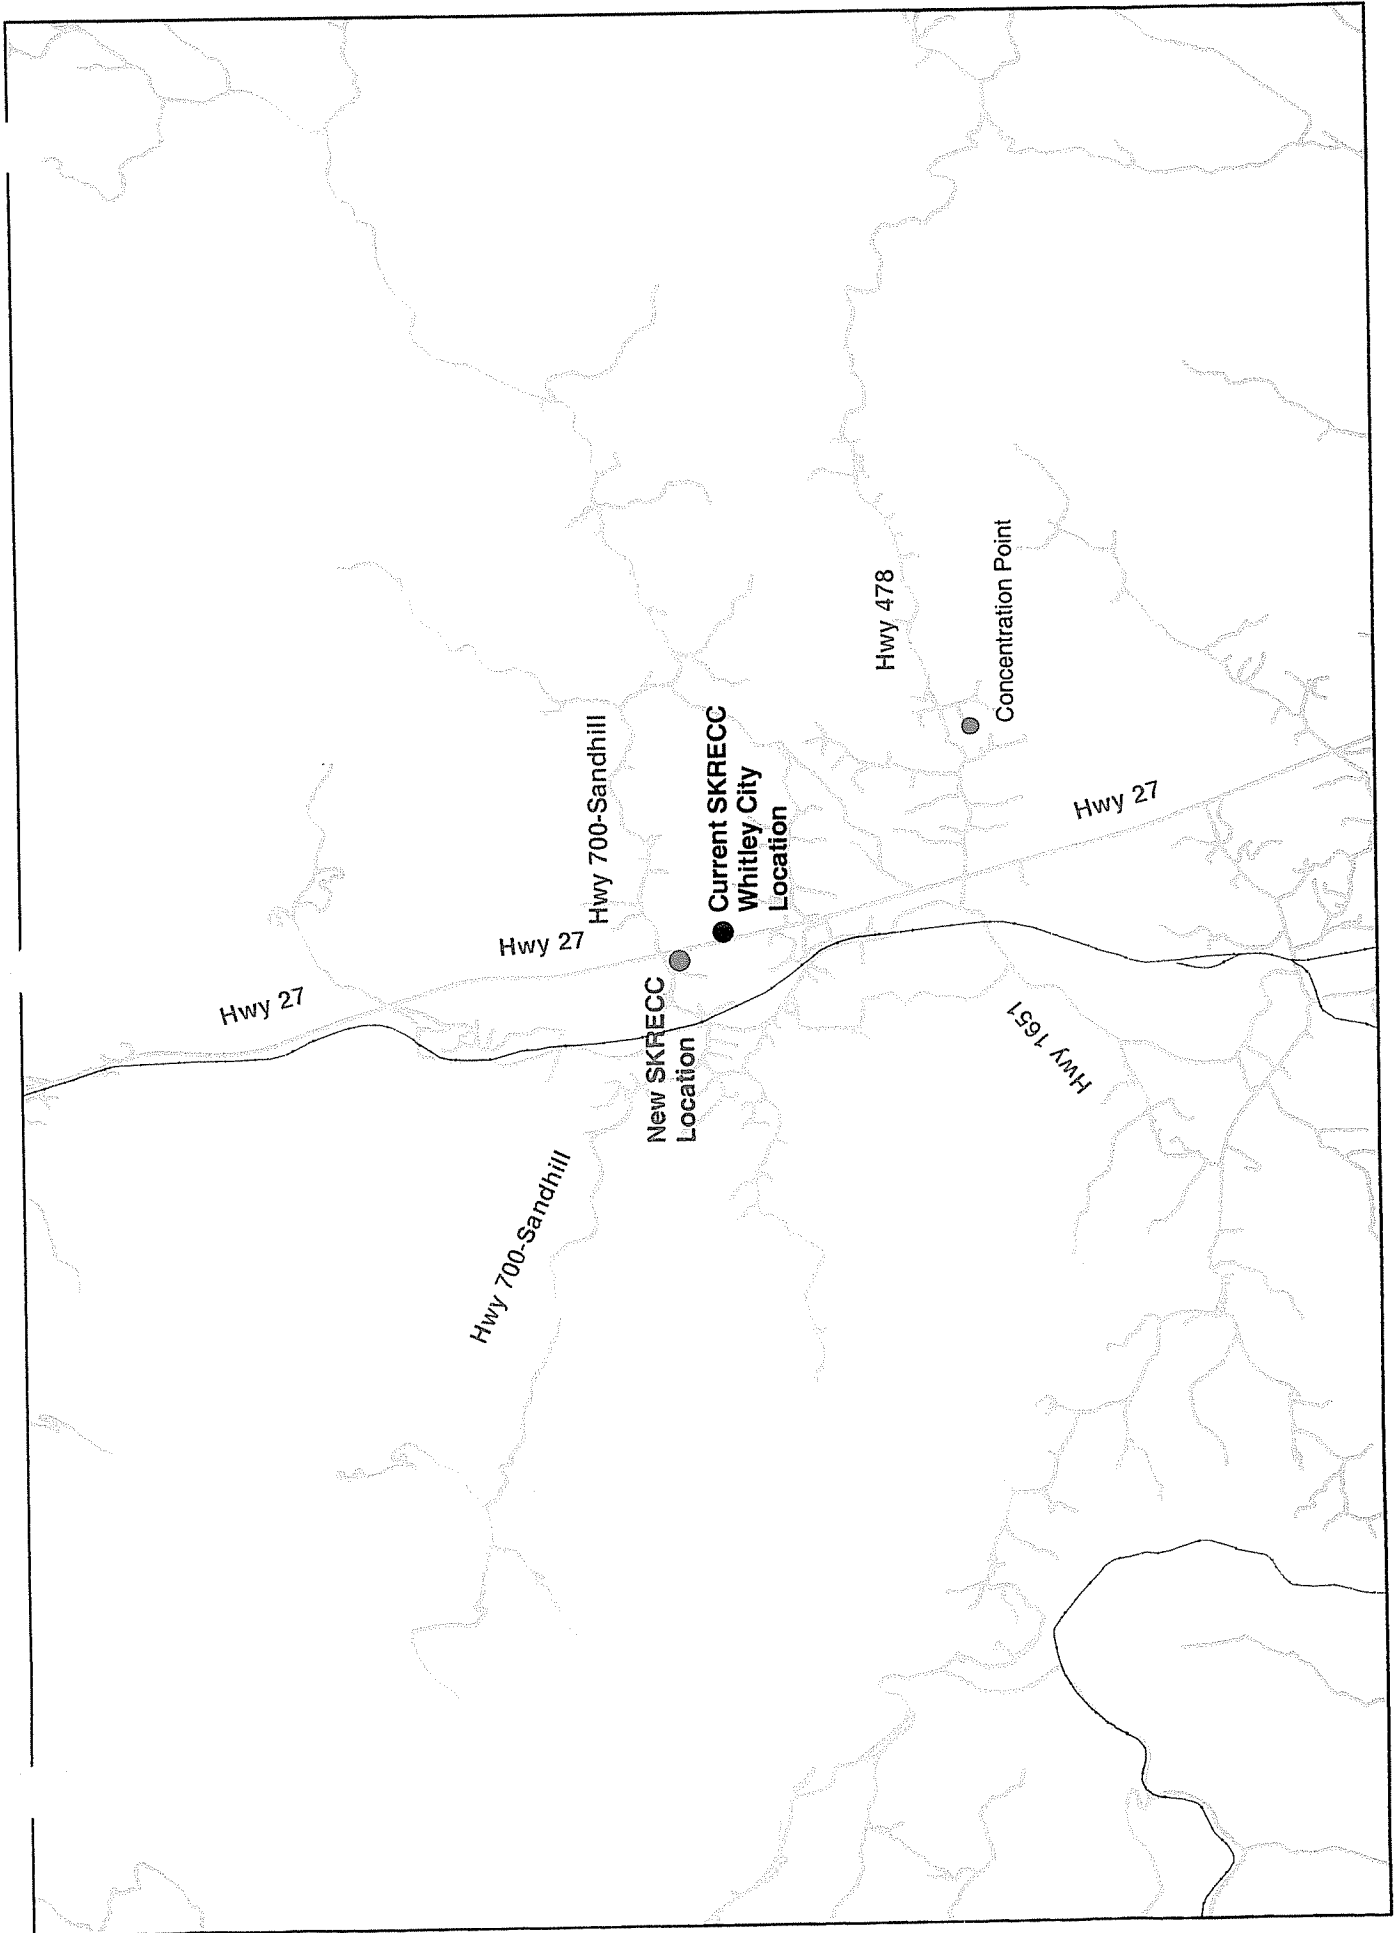 Hwy 27
Hwy 27
Hwy 700-Sandhill
Hwy 700-Sandhill
New SKRECC
Location
Current SKRECC
Whitley City
Location
Hwy 478
Concentration Point
Hwy 27
Hwy 1651